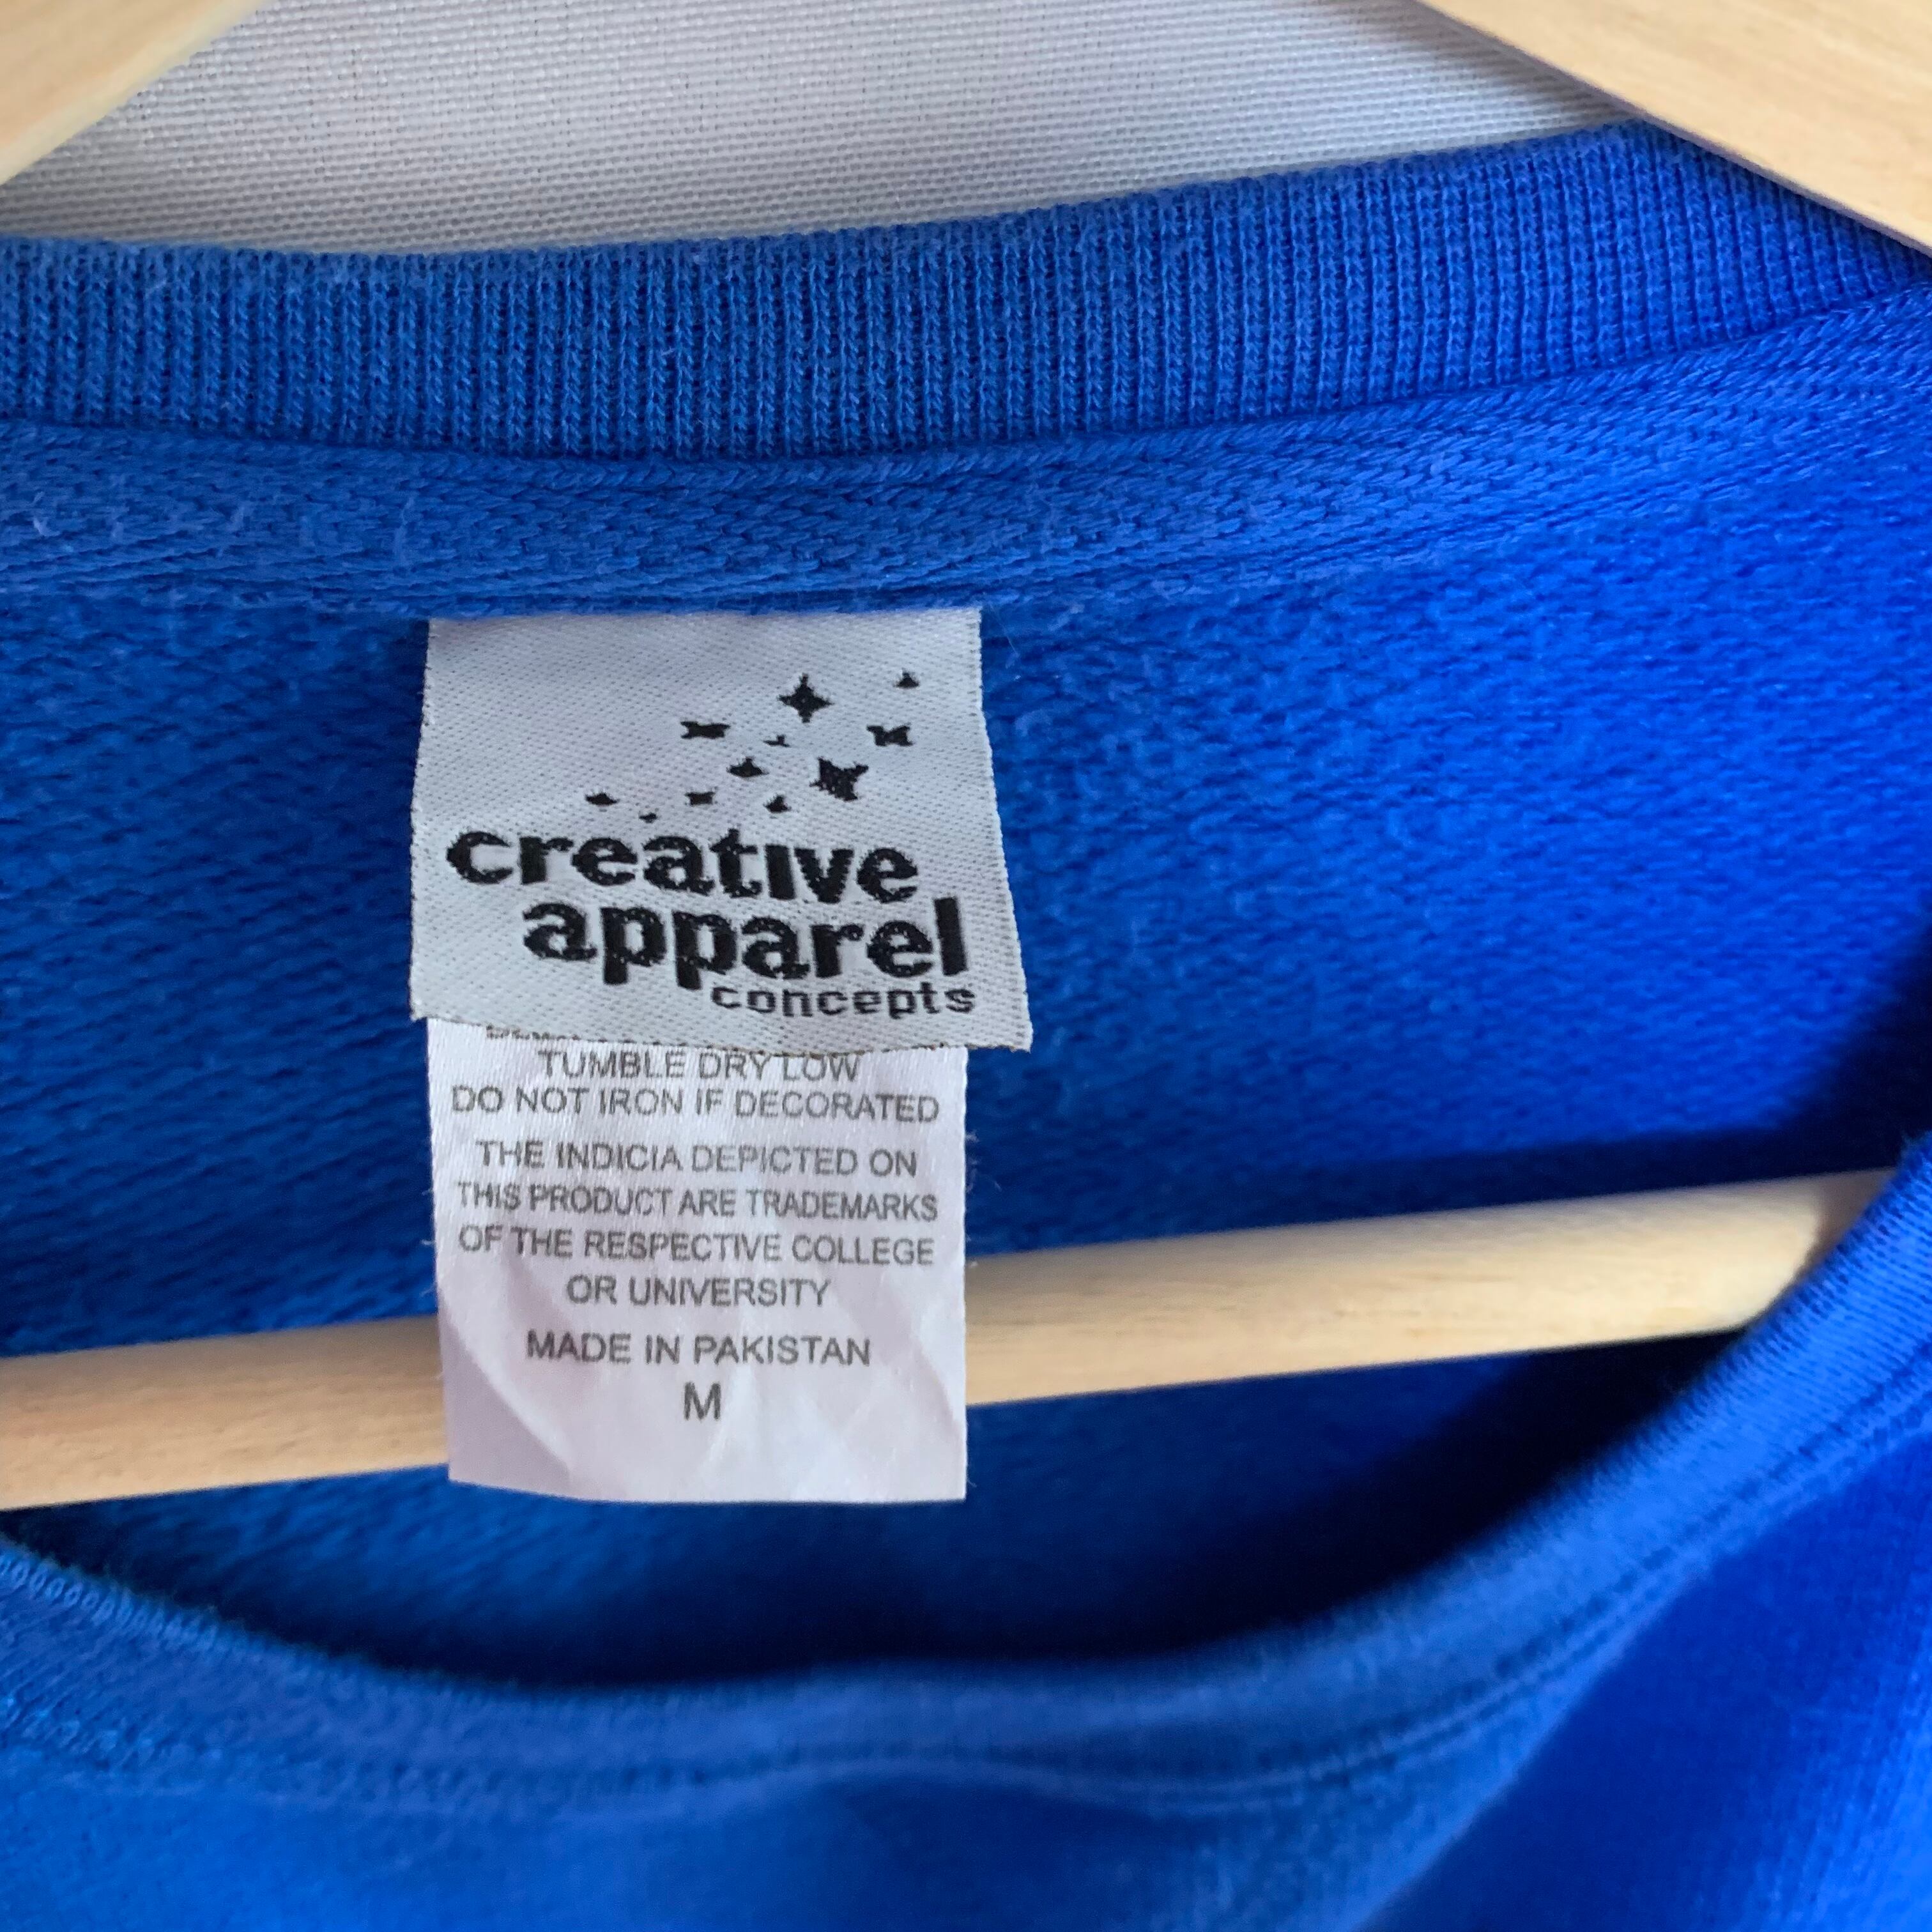 creative
apparel
concepts
TUMBLE DRY LOW
DO NOT IRON IF DECORATED
THE INDICIA DEPICTED ON
THIS PRODUCT ARE TRADEMARKS
OF THE RESPECTIVE COLLEGE
OR UNIVERSITY
MADE IN PAKISTAN
M